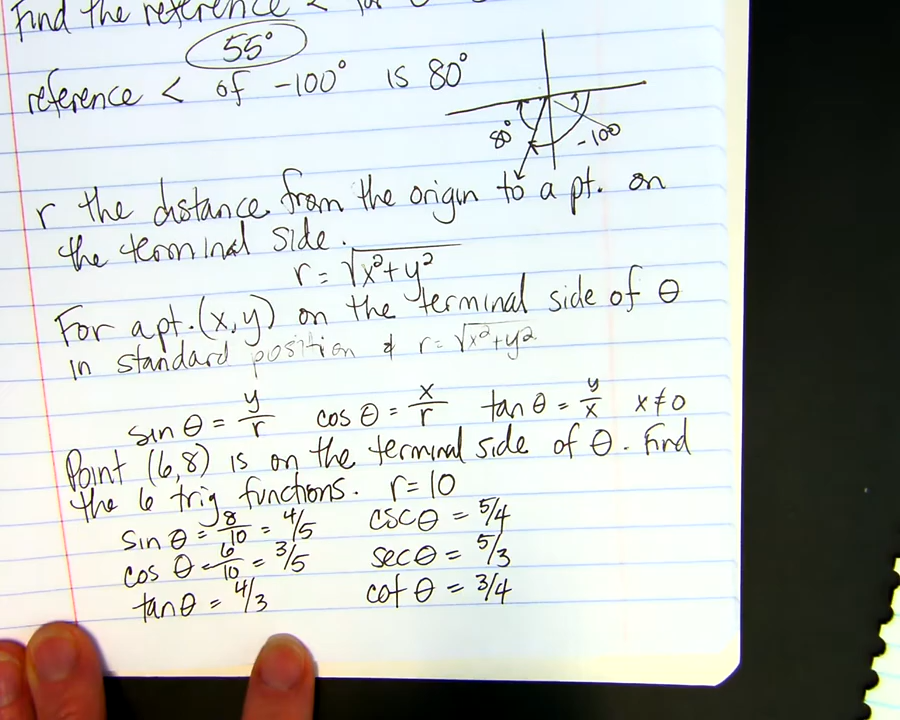 Find the reference <
55°
reference < of -100° is 80°
80°
-100
r the distance from the origin to a pt. on
the terminal side.
r = √x²+y²
For a pt. (x,y) on the terminal side of θ
in standard position & r = √x²+y²
sin θ = y/r cos θ = x/r tan θ = y/x x≠0
Point (6,8) is on the terminal side of θ. Find
the 6 trig functions. r=10
sin θ = 8/10 = 4/5 csc θ = 5/4
cos θ = 6/10 = 3/5 sec θ = 5/3
tan θ = 4/3 cot θ = 3/4